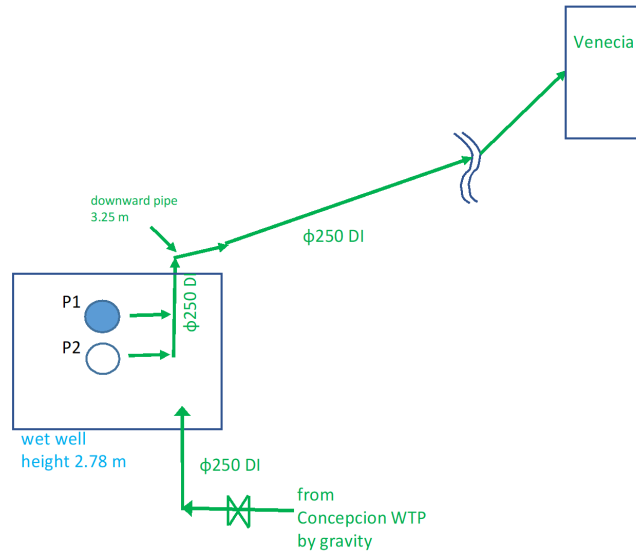 Venecia
downward pipe
3.25 m
ϕ250 DI
ϕ250 DI
P1
P2
wet well
height 2.78 m
ϕ250 DI
from
Concepcion WTP
by gravity